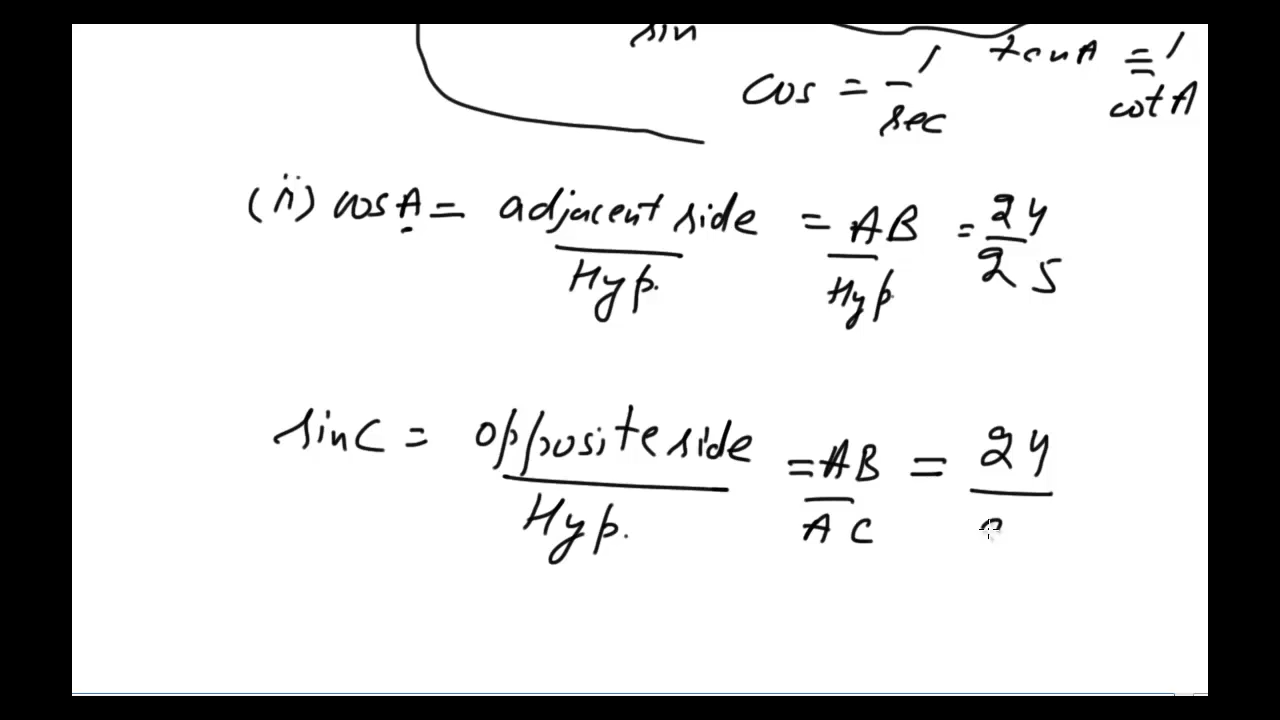 sin
tanA = 1
cos = 1
cotA
sec
(ii) cosA = adjacent side = AB = 24
Hyp. Hyp. 25
sinC = opposite side = AB = 24
Hyp. AC